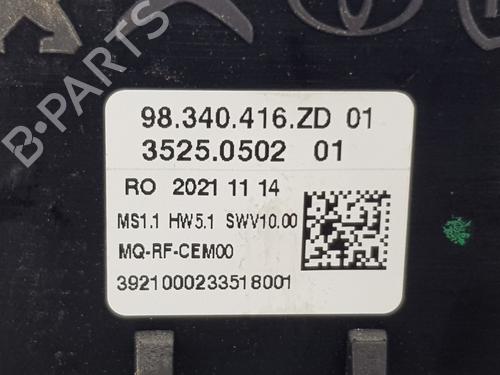 98.340.416.ZD 01
3525.0502 01
RO 2021 11 14
MS1.1 HW5.1 SWV10.00
MQ-RF-CEM00
3921000233518001
B-PARTS